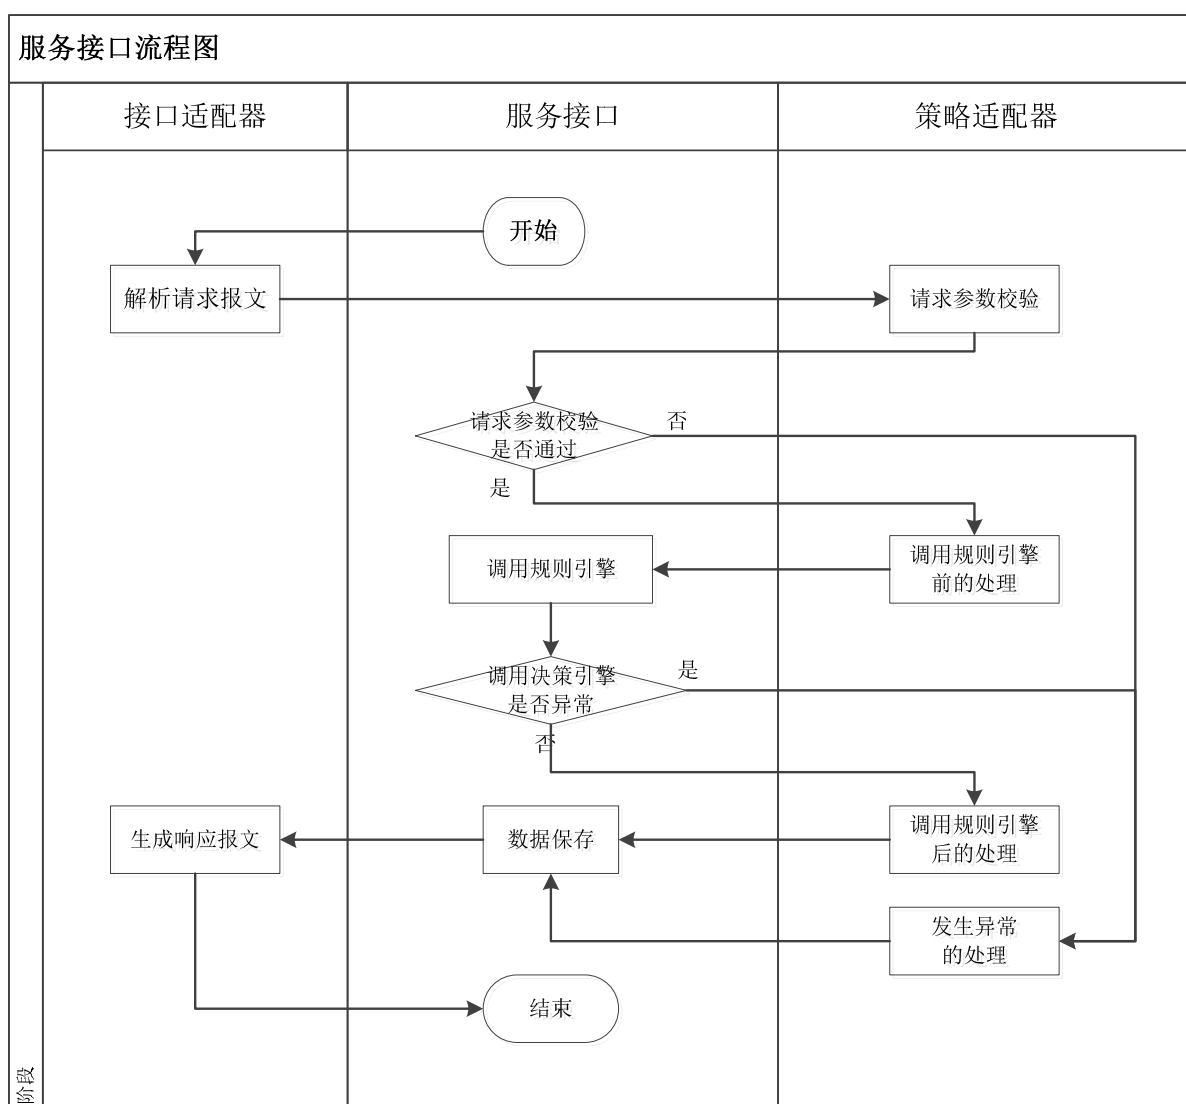 服务接口流程图
接口适配器
服务接口
策略适配器
开始
解析请求报文
请求参数校验
请求参数校验
是否通过
否
是
调用规则引擎
调用规则引擎
前的处理
调用决策引擎
是否异常
是
否
生成响应报文
数据保存
调用规则引擎
后的处理
发生异常
的处理
结束
阶段